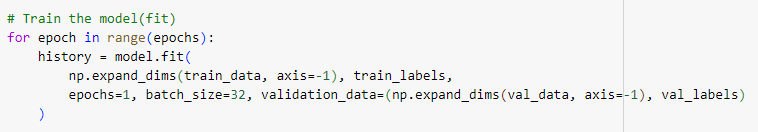 # Train the model(fit)
for epoch in range(epochs):
    history = model.fit(
        np.expand_dims(train_data, axis=-1), train_labels,
        epochs=1, batch_size=32, validation_data=(np.expand_dims(val_data, axis=-1), val_labels)
    )